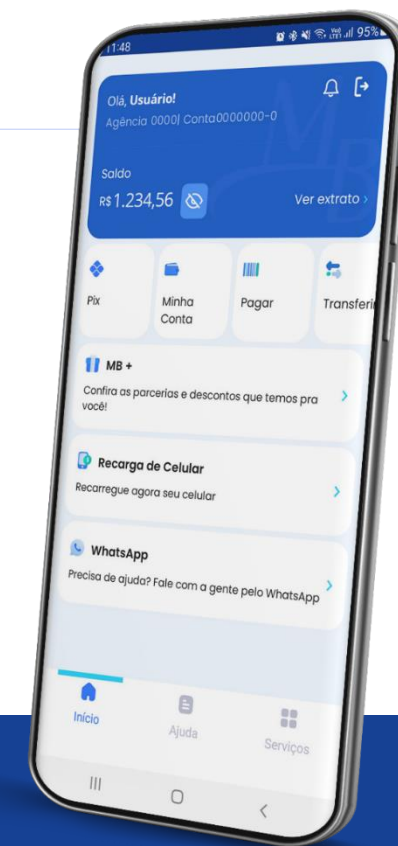 11:48
95%
Olá, Usuário!
Agência 0000| Conta0000000-0
MB
Saldo
R$ 1.234,56
Ver extrato
Pix
Minha
Conta
Pagar
Transferir
MB +
Confira as parcerias e descontos que temos pra
você!
Recarga de Celular
Recarregue agora seu celular
WhatsApp
Precisa de ajuda? Fale com a gente pelo WhatsApp
Início
Ajuda
Serviços